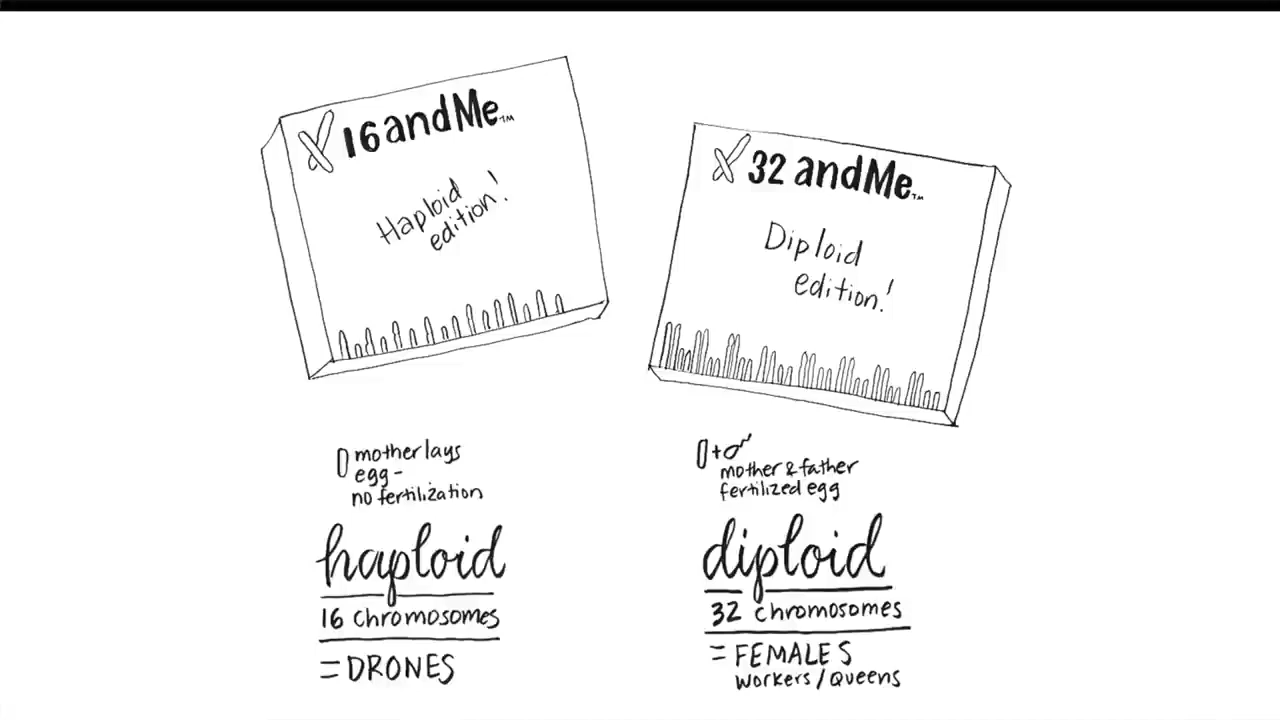 16andMe™
Haploid
edition!
32 andMe™
Diploid
edition!
mother lays
egg –
no fertilization
haploid
16 chromosomes
= DRONES
+♂
mother & father
fertilized egg
diploid
32 chromosomes
= FEMALES
workers/Queens